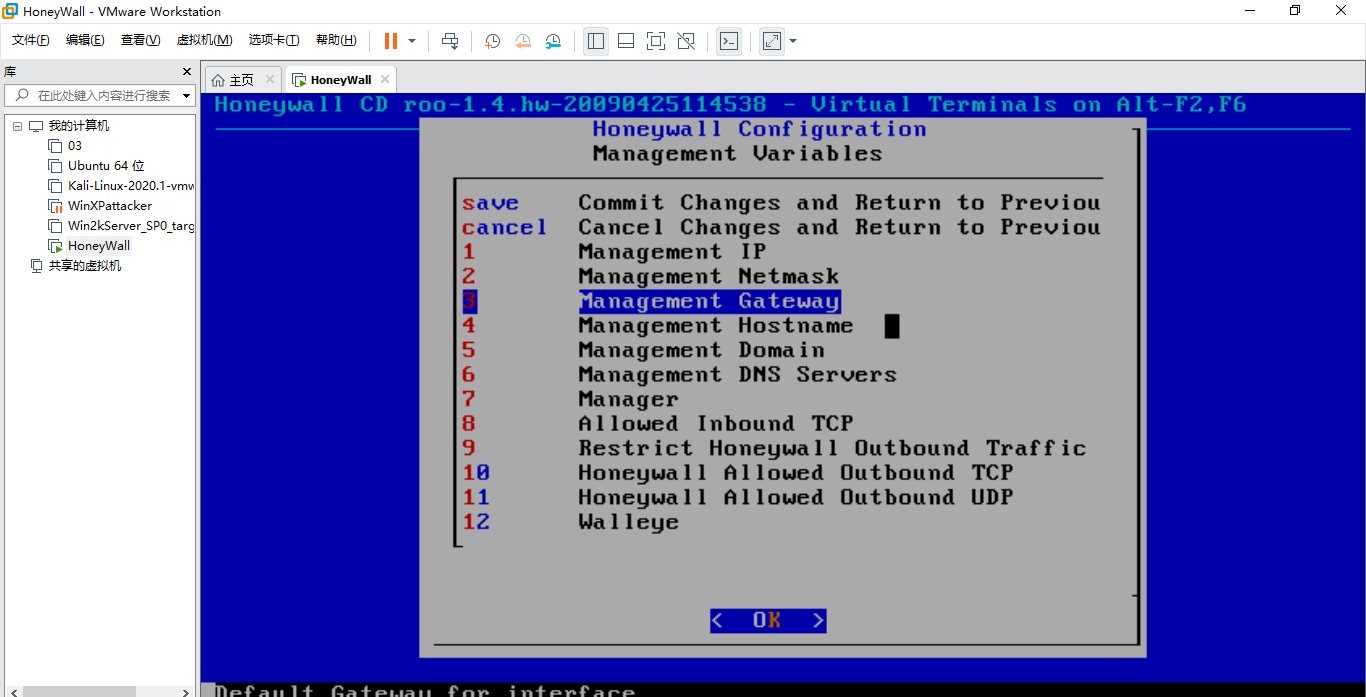 HoneyWall - VMware Workstation
文件(F) 编辑(E) 查看(V) 虚拟机(M) 选项卡(T) 帮助(H)
库
在此处键入内容进行搜索
我的计算机
03
Ubuntu 64 位
Kali-Linux-2020.1-vmw
WinXPattacker
Win2kServer_SP0_targ
HoneyWall
共享的虚拟机
主页
HoneyWall
Honeywall CD roo-1.4.hw-20090425114538 - Virtual Terminals on Alt-F2,F6
Honeywall Configuration
Management Variables
save Commit Changes and Return to Previou
cancel Cancel Changes and Return to Previou
1 Management IP
2 Management Netmask
3 Management Gateway
4 Management Hostname
5 Management Domain
6 Management DNS Servers
7 Manager
8 Allowed Inbound TCP
9 Restrict Honeywall Outbound Traffic
10 Honeywall Allowed Outbound TCP
11 Honeywall Allowed Outbound UDP
12 Walleye
< OK >
Default Gateway for interface